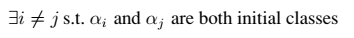 ∃i ≠ j s.t. αᵢ and αⱼ are both initial classes